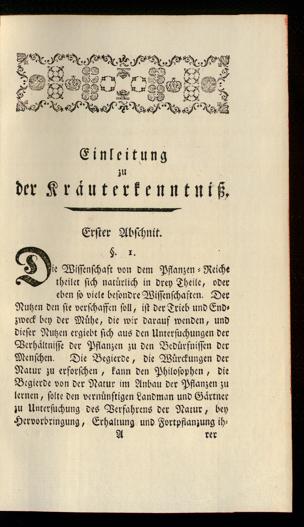 Einleitung
zu
der Kräuterkenntniß.
Erster Abschnit.
§. 1.
Die Wissenschaft von dem Pflanzen-Reiche
theilet sich natürlich in drey Theile, oder
eben so viele besondre Wissenschaften. Der
Nutzen den sie verschaffen soll, ist der Trieb und End-
zweck bey der Mühe, die wir darauf wenden, und
dieser Nutzen ergiebt sich aus den Untersuchungen der
Verhältnisse der Pflanzen zu den Bedürfnissen der
Menschen. Die Begierde, die Würckungen der
Natur zu erforschen, kann den Philosophen, die
Begierde von der Natur im Anbau der Pflanzen zu
lernen, solte den vernünftigen Landman und Gärtner
zu Untersuchung des Verfahrens der Natur, bey
Hervorbringung, Erhaltung und Fortpflanzung ih-
A rer